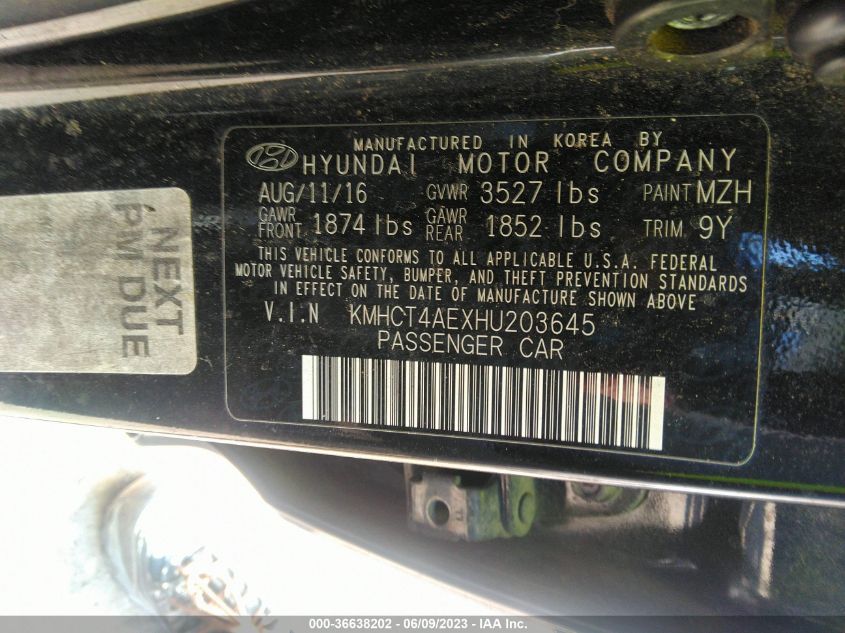 MANUFACTURED IN KOREA BY
HYUNDAI MOTOR COMPANY
AUG/11/16 GVWR 3527 lbs PAINT MZH
GAWR FRONT 1874 lbs GAWR REAR 1852 lbs TRIM 9Y
THIS VEHICLE CONFORMS TO ALL APPLICABLE U.S.A. FEDERAL
MOTOR VEHICLE SAFETY, BUMPER, AND THEFT PREVENTION STANDARDS
IN EFFECT ON THE DATE OF MANUFACTURE SHOWN ABOVE
V.I.N KMHCT4AEXHU203645
PASSENGER CAR
NEXT
PM DUE
000-36638202 - 06/09/2023 - IAA Inc.